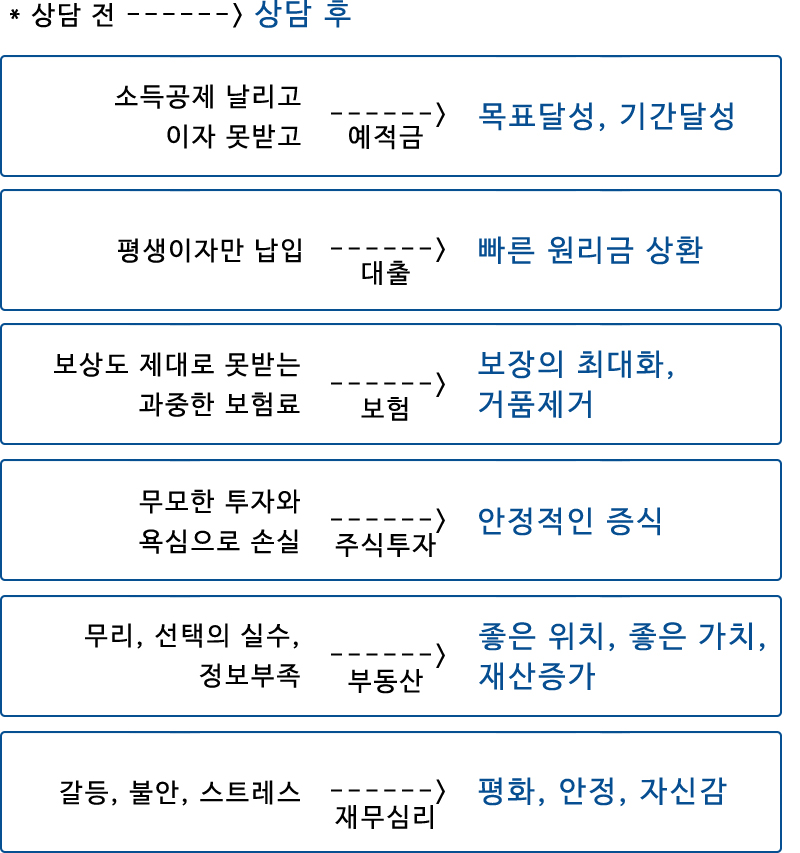 * 상담 전 ------> 상담 후
소득공제 날리고
이자 못받고
------>
예적금
목표달성, 기간달성
평생이자만 납입
------>
대출
빠른 원리금 상환
보상도 제대로 못받는
과중한 보험료
------>
보험
보장의 최대화,
거품제거
무모한 투자와
욕심으로 손실
------>
주식투자
안정적인 증식
무리, 선택의 실수,
정보부족
------>
부동산
좋은 위치, 좋은 가치,
재산증가
갈등, 불안, 스트레스
------>
재무심리
평화, 안정, 자신감